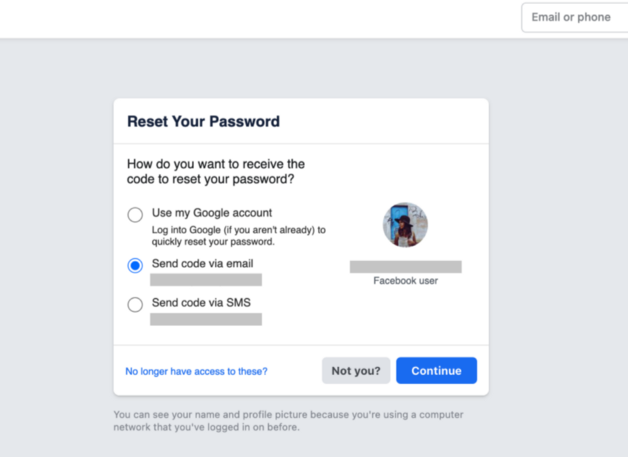 Email or phone
Reset Your Password
How do you want to receive the
code to reset your password?
Use my Google account
Log into Google (if you aren't already) to
quickly reset your password.
Send code via email
Send code via SMS
Facebook user
No longer have access to these?
Not you?
Continue
You can see your name and profile picture because you're using a computer
network that you've logged in on before.